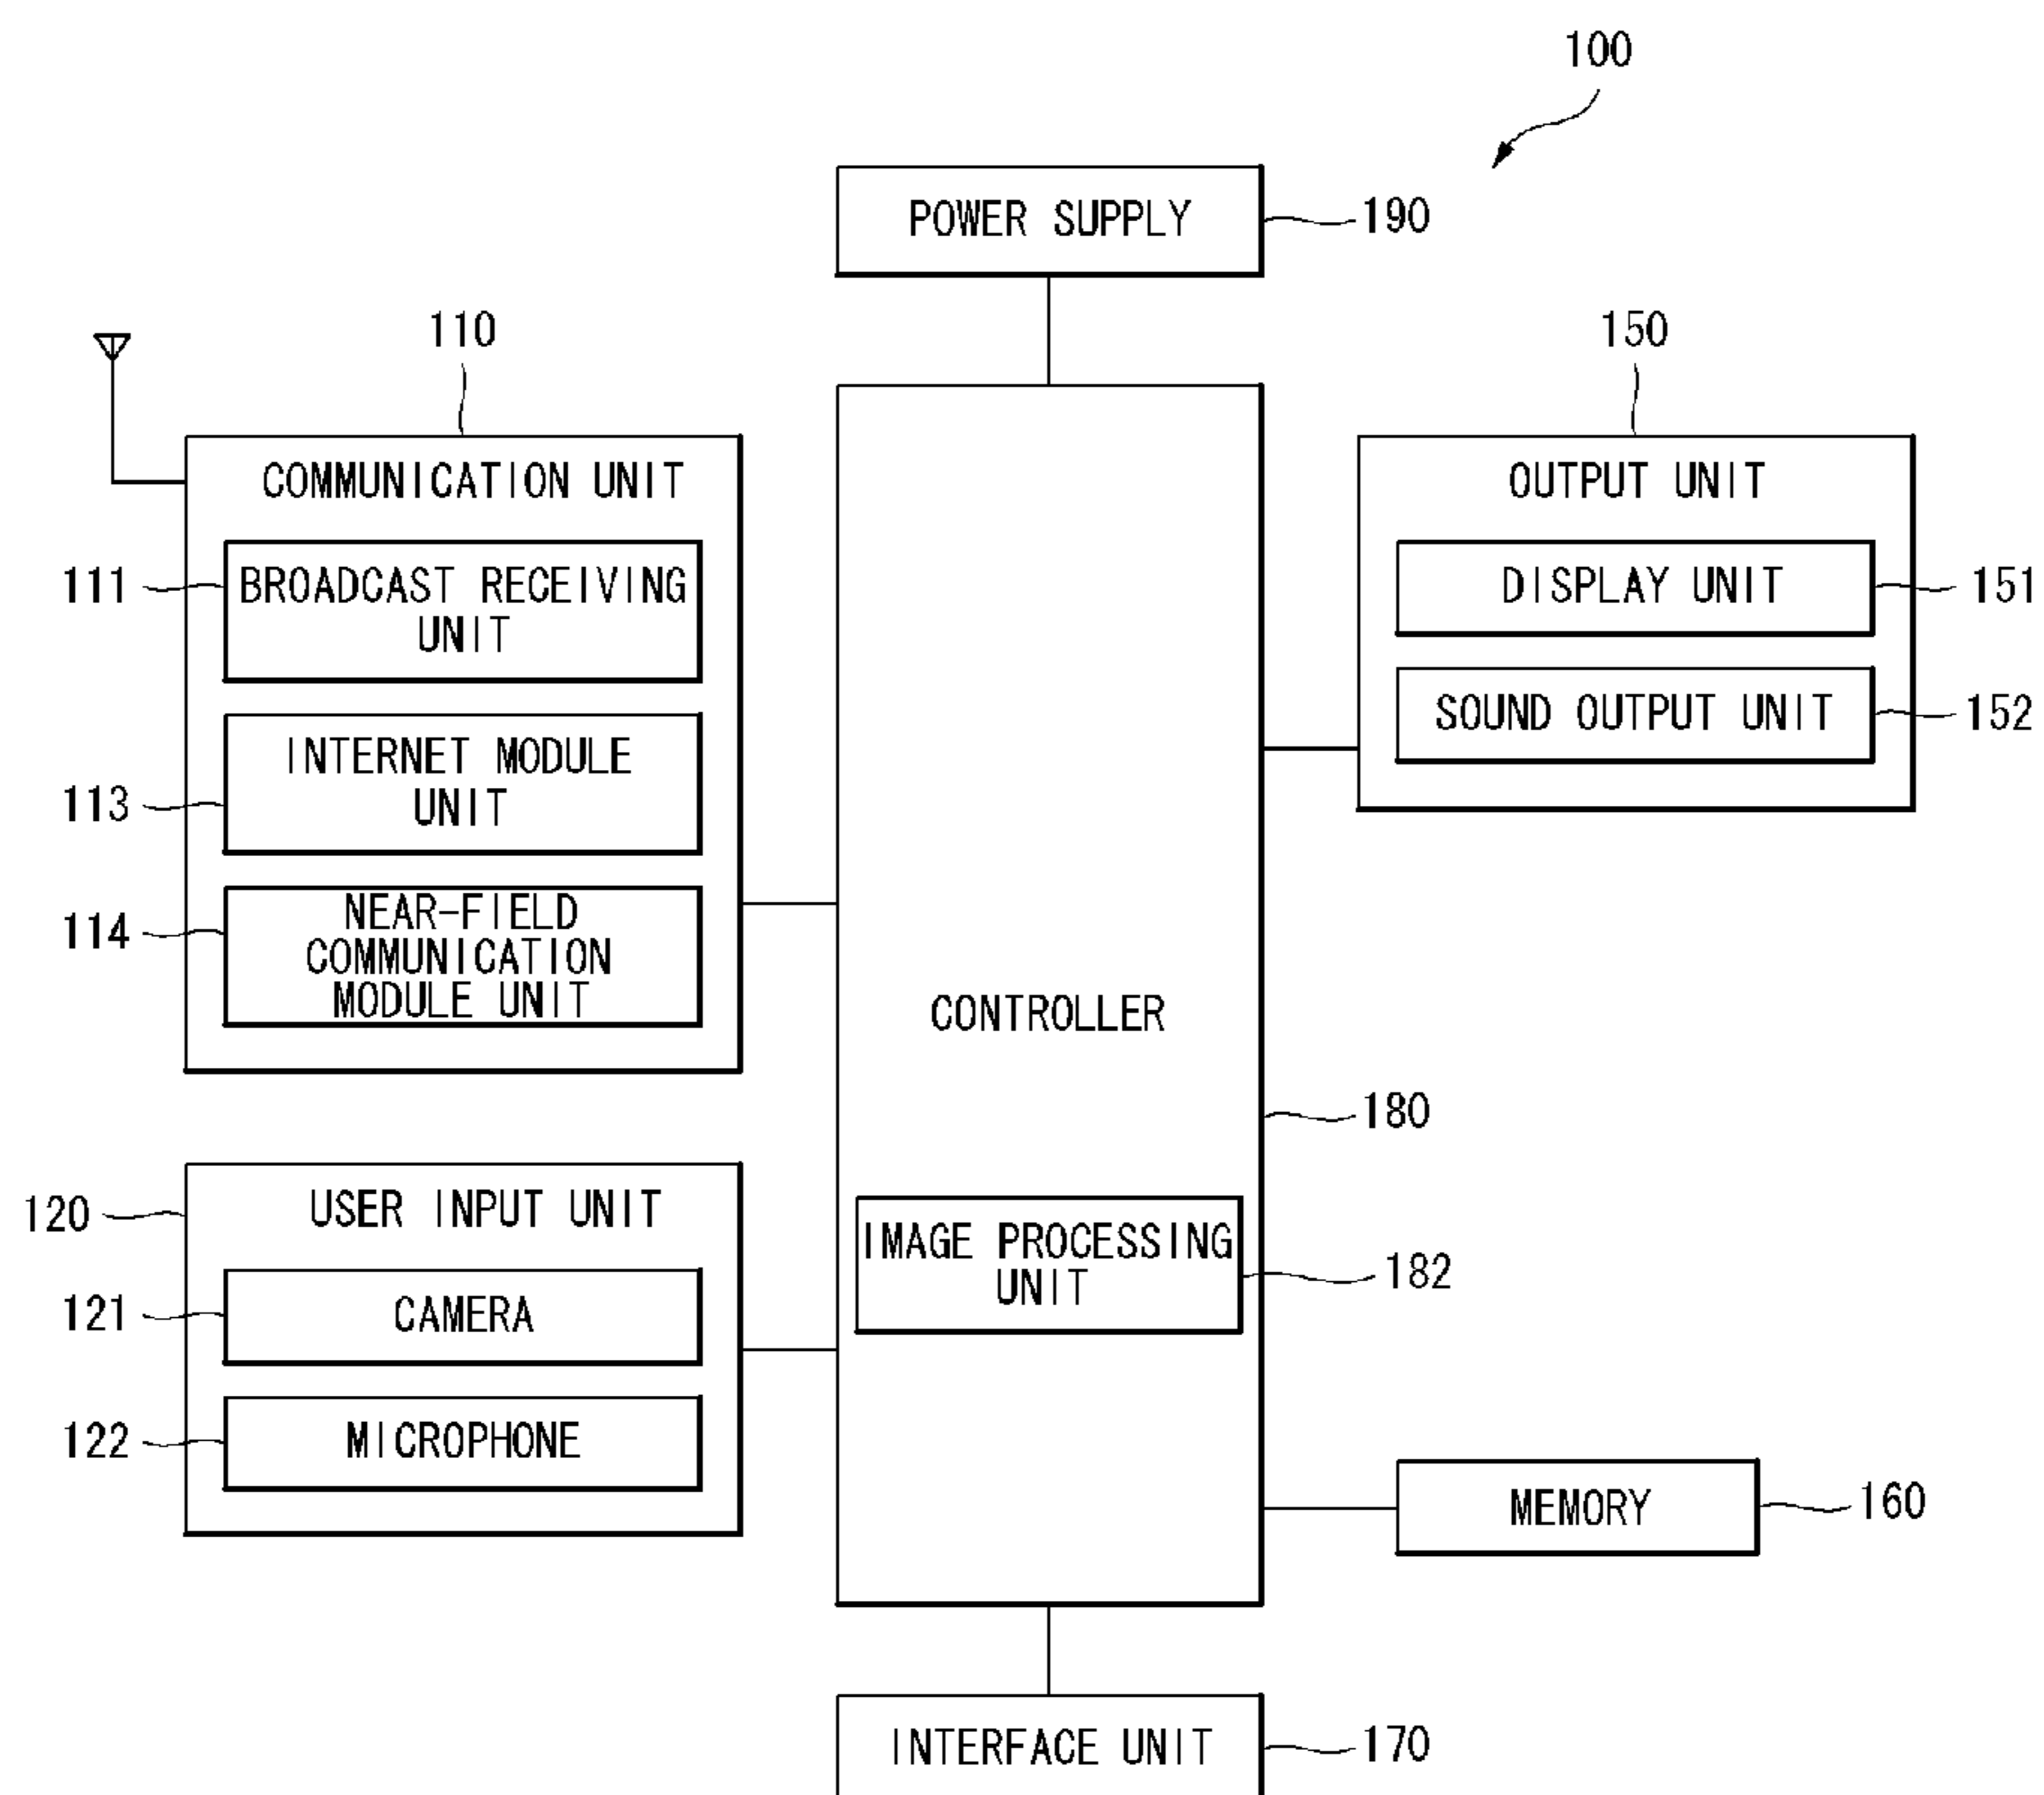 100
POWER SUPPLY
190
110
150
COMMUNICATION UNIT
OUTPUT UNIT
111
BROADCAST RECEIVING
UNIT
DISPLAY UNIT
151
SOUND OUTPUT UNIT
152
113
INTERNET MODULE
UNIT
114
NEAR-FIELD
COMMUNICATION
MODULE UNIT
CONTROLLER
180
120
USER INPUT UNIT
IMAGE PROCESSING
UNIT
182
121
CAMERA
122
MICROPHONE
MEMORY
160
INTERFACE UNIT
170